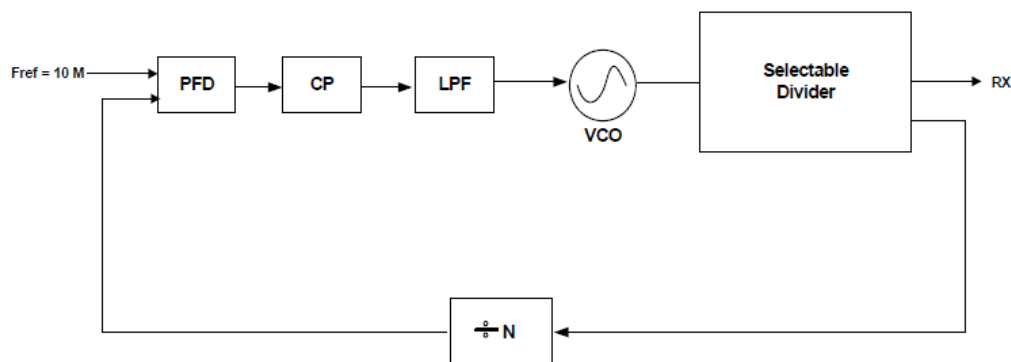 Fref = 10 M
PFD
CP
LPF
VCO
Selectable
Divider
RX
÷ N